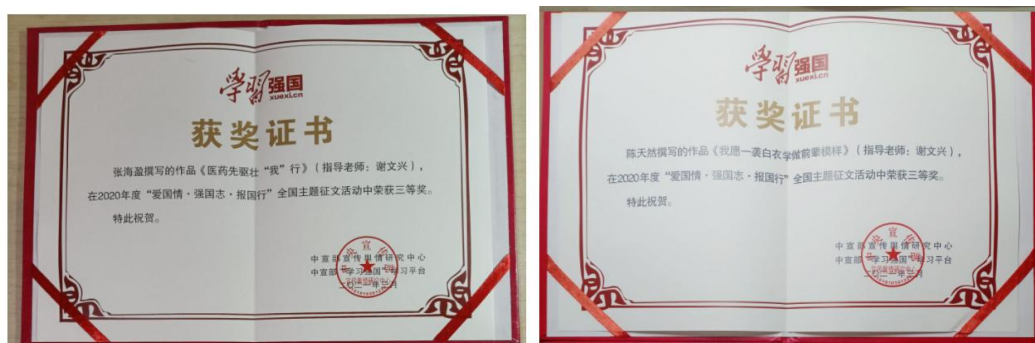 學習强国
xuexi.cn
获奖证书
张海盈撰写的作品《医药先驱壮“我”行》（指导老师：谢文兴），
在2020年度“爱国情·强国志·报国行”全国主题征文活动中荣获三等奖。
特此祝贺。
中宣部宣传舆情研究中心
中宣部“学习强国”学习平台
學習强国
xuexi.cn
获奖证书
陈天然撰写的作品《我愿一袭白衣学做前辈模样》（指导老师：谢文兴），
在2020年度“爱国情·强国志·报国行”全国主题征文活动中荣获三等奖。
特此祝贺。
中宣部宣传舆情研究中心
中宣部“学习强国”学习平台